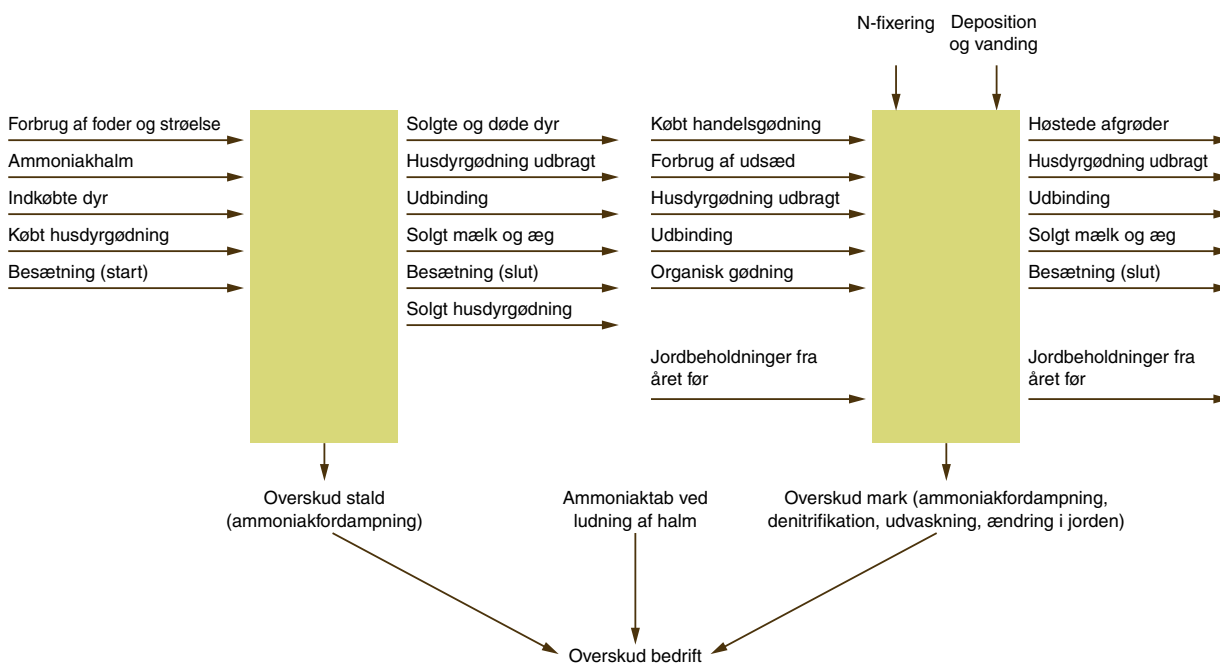 N-fixering
Deposition
og vanding
Forbrug af foder og strøelse
Ammoniakhalm
Indkøbte dyr
Købt husdyrgødning
Besætning (start)
Solgte og døde dyr
Husdyrgødning udbragt
Udbinding
Solgt mælk og æg
Besætning (slut)
Solgt husdyrgødning
Købt handelsgødning
Forbrug af udsæd
Husdyrgødning udbragt
Udbinding
Organisk gødning
Jordbeholdninger fra
året før
Høstede afgrøder
Husdyrgødning udbragt
Udbinding
Solgt mælk og æg
Besætning (slut)
Jordbeholdninger fra
året før
Overskud stald
(ammoniakfordampning)
Ammoniaktab ved
ludning af halm
Overskud mark (ammoniakfordampning,
denitrifikation, udvaskning, ændring i jorden)
Overskud bedrift